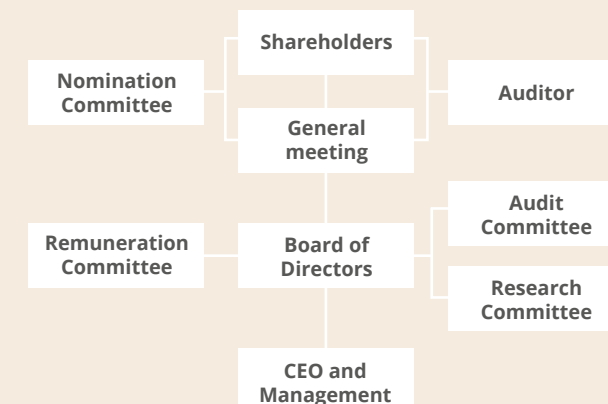 Shareholders
Nomination
Committee
Auditor
General
meeting
Audit
Committee
Remuneration
Committee
Board of
Directors
Research
Committee
CEO and
Management